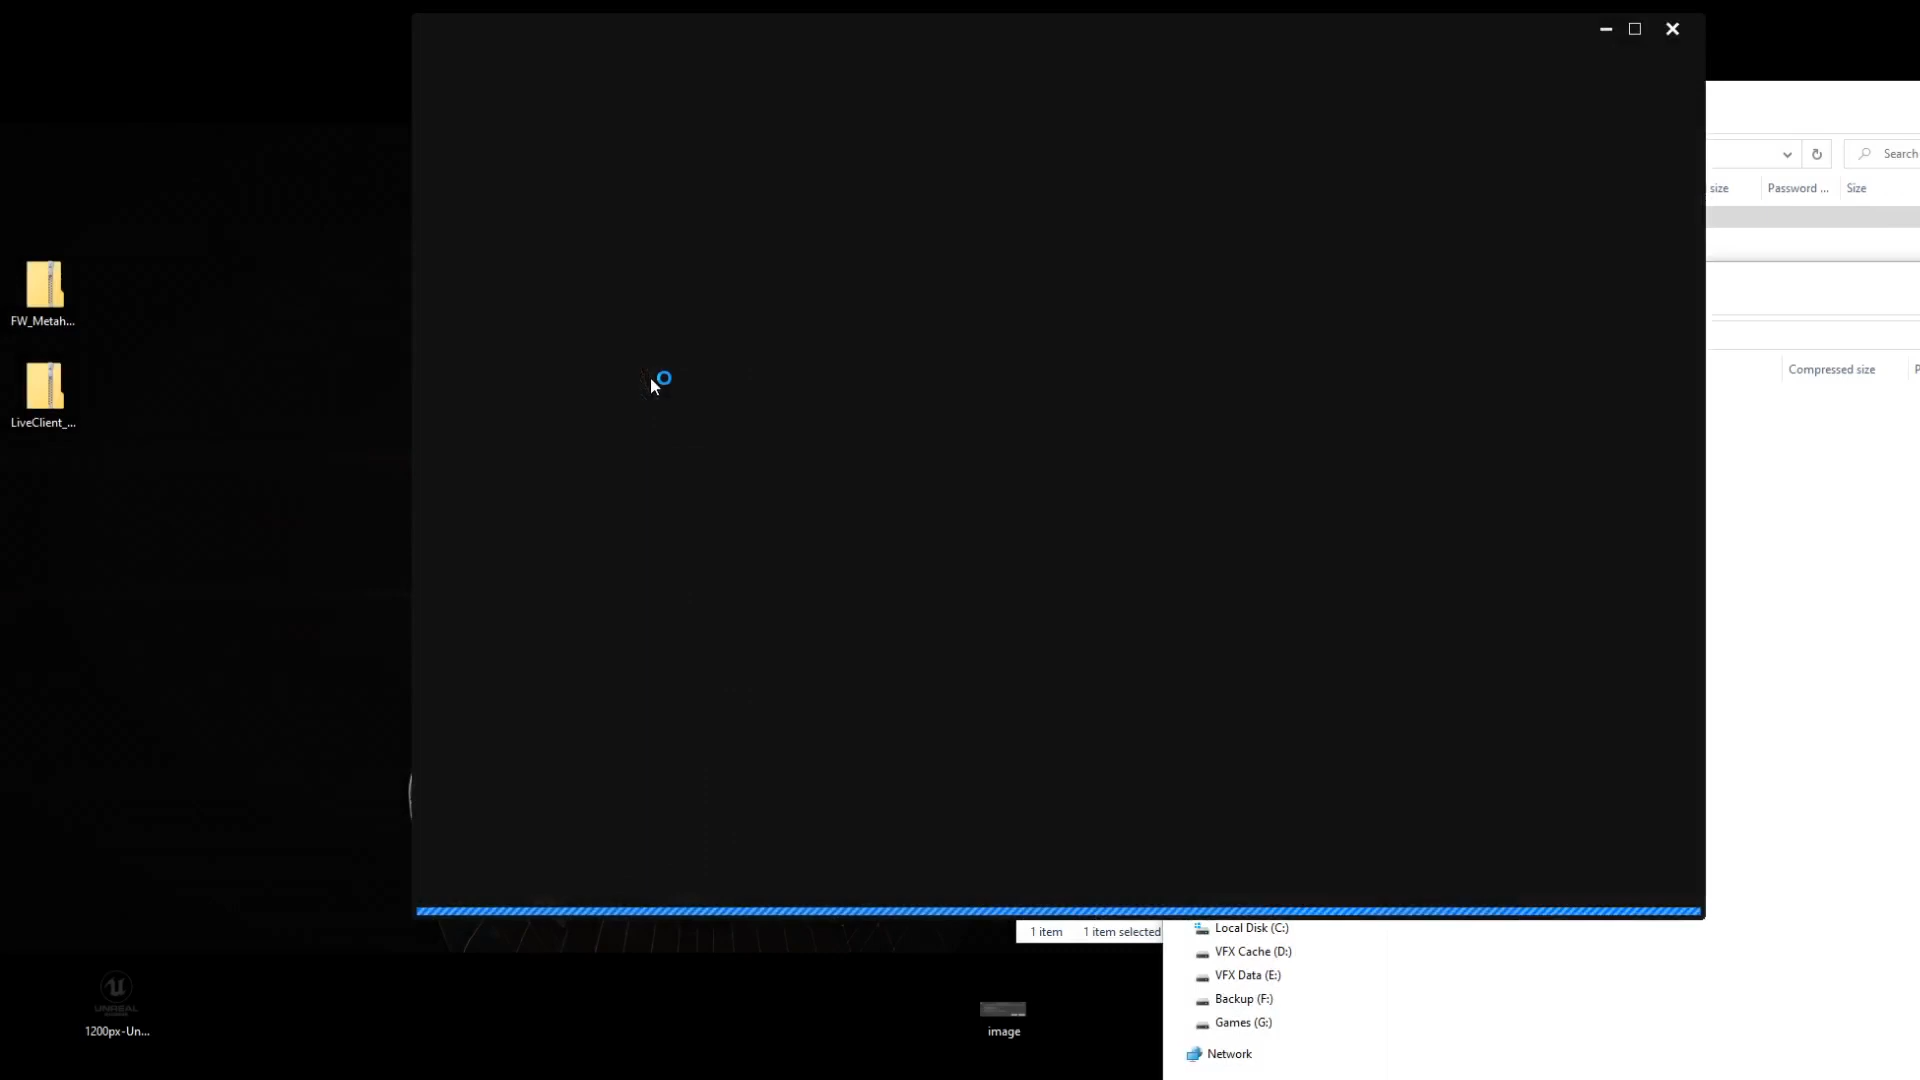 Search
size
Password ...
Size
FW_Metah...
Compressed size
P
LiveClient_...
1 item
1 item selected
Local Disk (C:)
VFX Cache (D:)
VFX Data (E:)
Backup (F:)
Games (G:)
Network
UNREAL
1200px-Un...
image